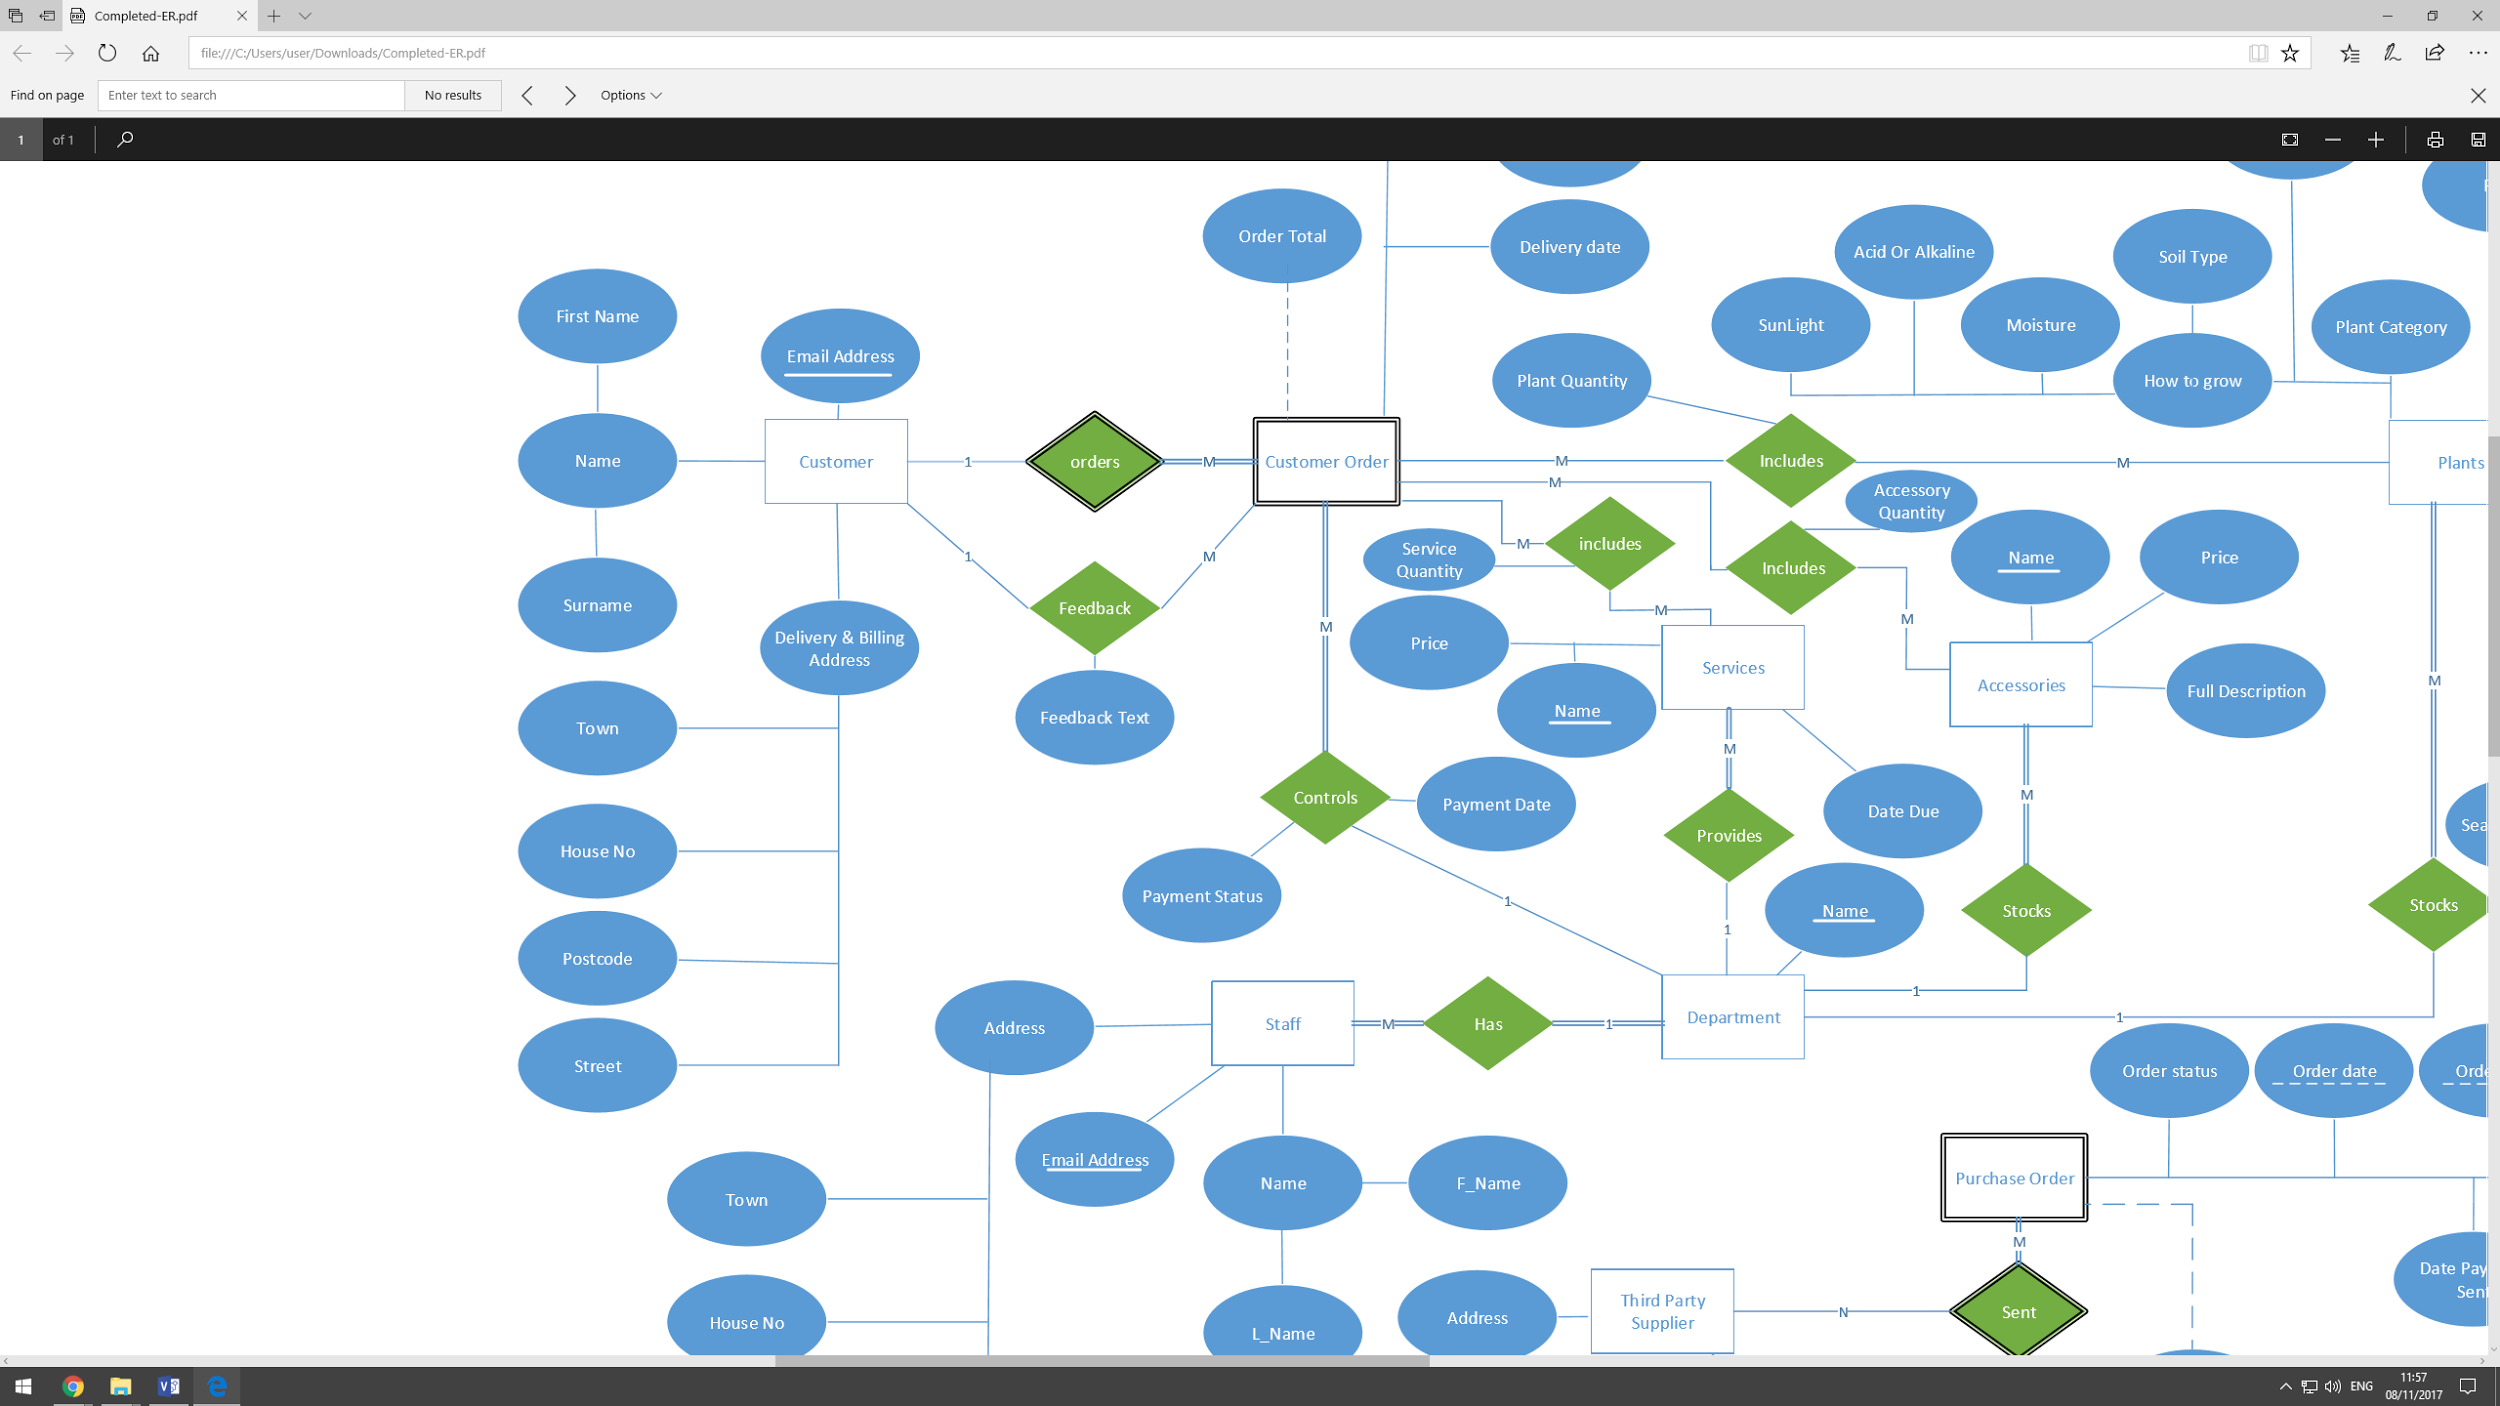 Completed-ER.pdf
file:///C:/Users/user/Downloads/Completed-ER.pdf
Find on page
Enter text to search
No results
Options
1
of 1
Order Total
Delivery date
Acid Or Alkaline
Soil Type
First Name
SunLight
Moisture
Plant Category
Email Address
Plant Quantity
How to grow
Name
Customer
1
orders
M
Customer Order
M
Includes
M
Plants
M
Accessory
Quantity
Service
Quantity
M
includes
Includes
Name
Price
1
M
Surname
Feedback
M
M
M
Delivery & Billing
Address
Price
Services
Accessories
Full Description
M
Feedback Text
Name
Town
M
Controls
Payment Date
M
Date Due
Provides
House No
Payment Status
1
Name
Stocks
Stocks
1
Postcode
1
Address
Staff
M
Has
1
Department
1
Street
Order status
Order date
Email Address
Name
F_Name
Purchase Order
Town
M
House No
L_Name
Address
Third Party
Supplier
N
Sent
Date Pay
11:57
ENG
08/11/2017